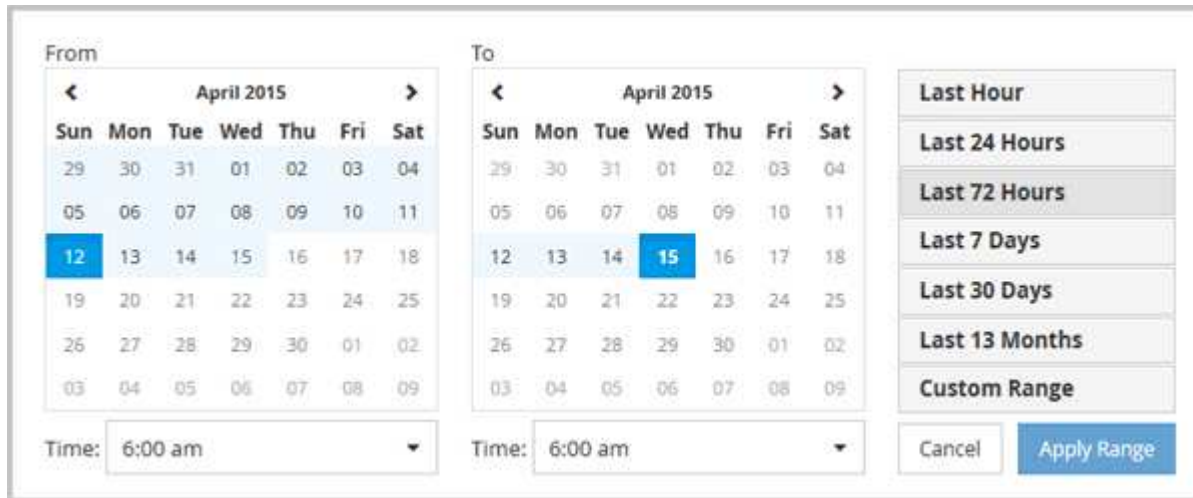 From
April 2015
Sun Mon Tue Wed Thu Fri Sat
29 30 31 01 02 03 04
05 06 07 08 09 10 11
12 13 14 15 16 17 18
19 20 21 22 23 24 25
26 27 28 29 30 01 02
03 04 05 06 07 08 09
Time: 6:00 am
To
April 2015
Sun Mon Tue Wed Thu Fri Sat
29 30 31 01 02 03 04
05 06 07 08 09 10 11
12 13 14 15 16 17 18
19 20 21 22 23 24 25
26 27 28 29 30 01 02
03 04 05 06 07 08 09
Time: 6:00 am
Last Hour
Last 24 Hours
Last 72 Hours
Last 7 Days
Last 30 Days
Last 13 Months
Custom Range
Cancel Apply Range